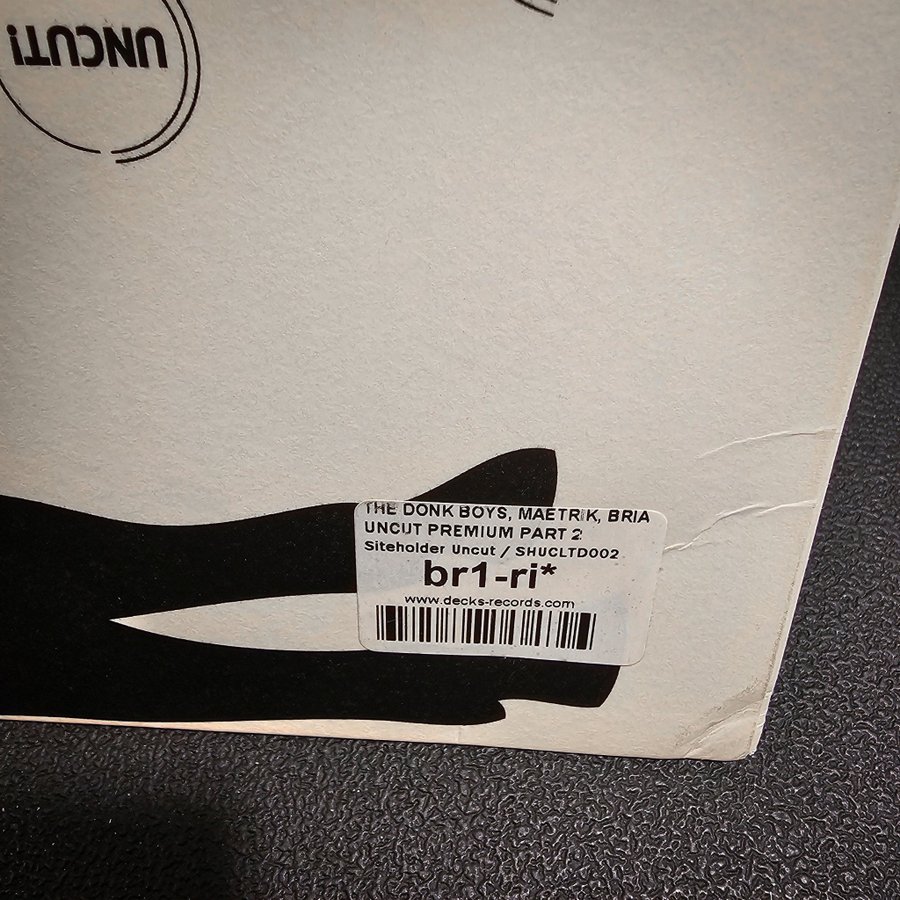 UNCUT!
THE DONK BOYS, MAETRIK, BRIA
UNCUT PREMIUM PART 2
Siteholder Uncut / SHUCLTD002
br1-ri*
www.decks-records.com